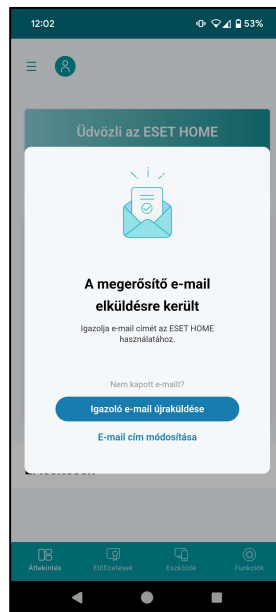 12:02
53%
Üdvözli az ESET HOME
A megerősítő e-mail
elküldésre került
Igazolja e-mail címét az ESET HOME
használatához.
Nem kapott e-mailt?
Igazoló e-mail újraküldése
E-mail cím módosítása
Áttekintés
Előfizetések
Eszközök
Funkciók